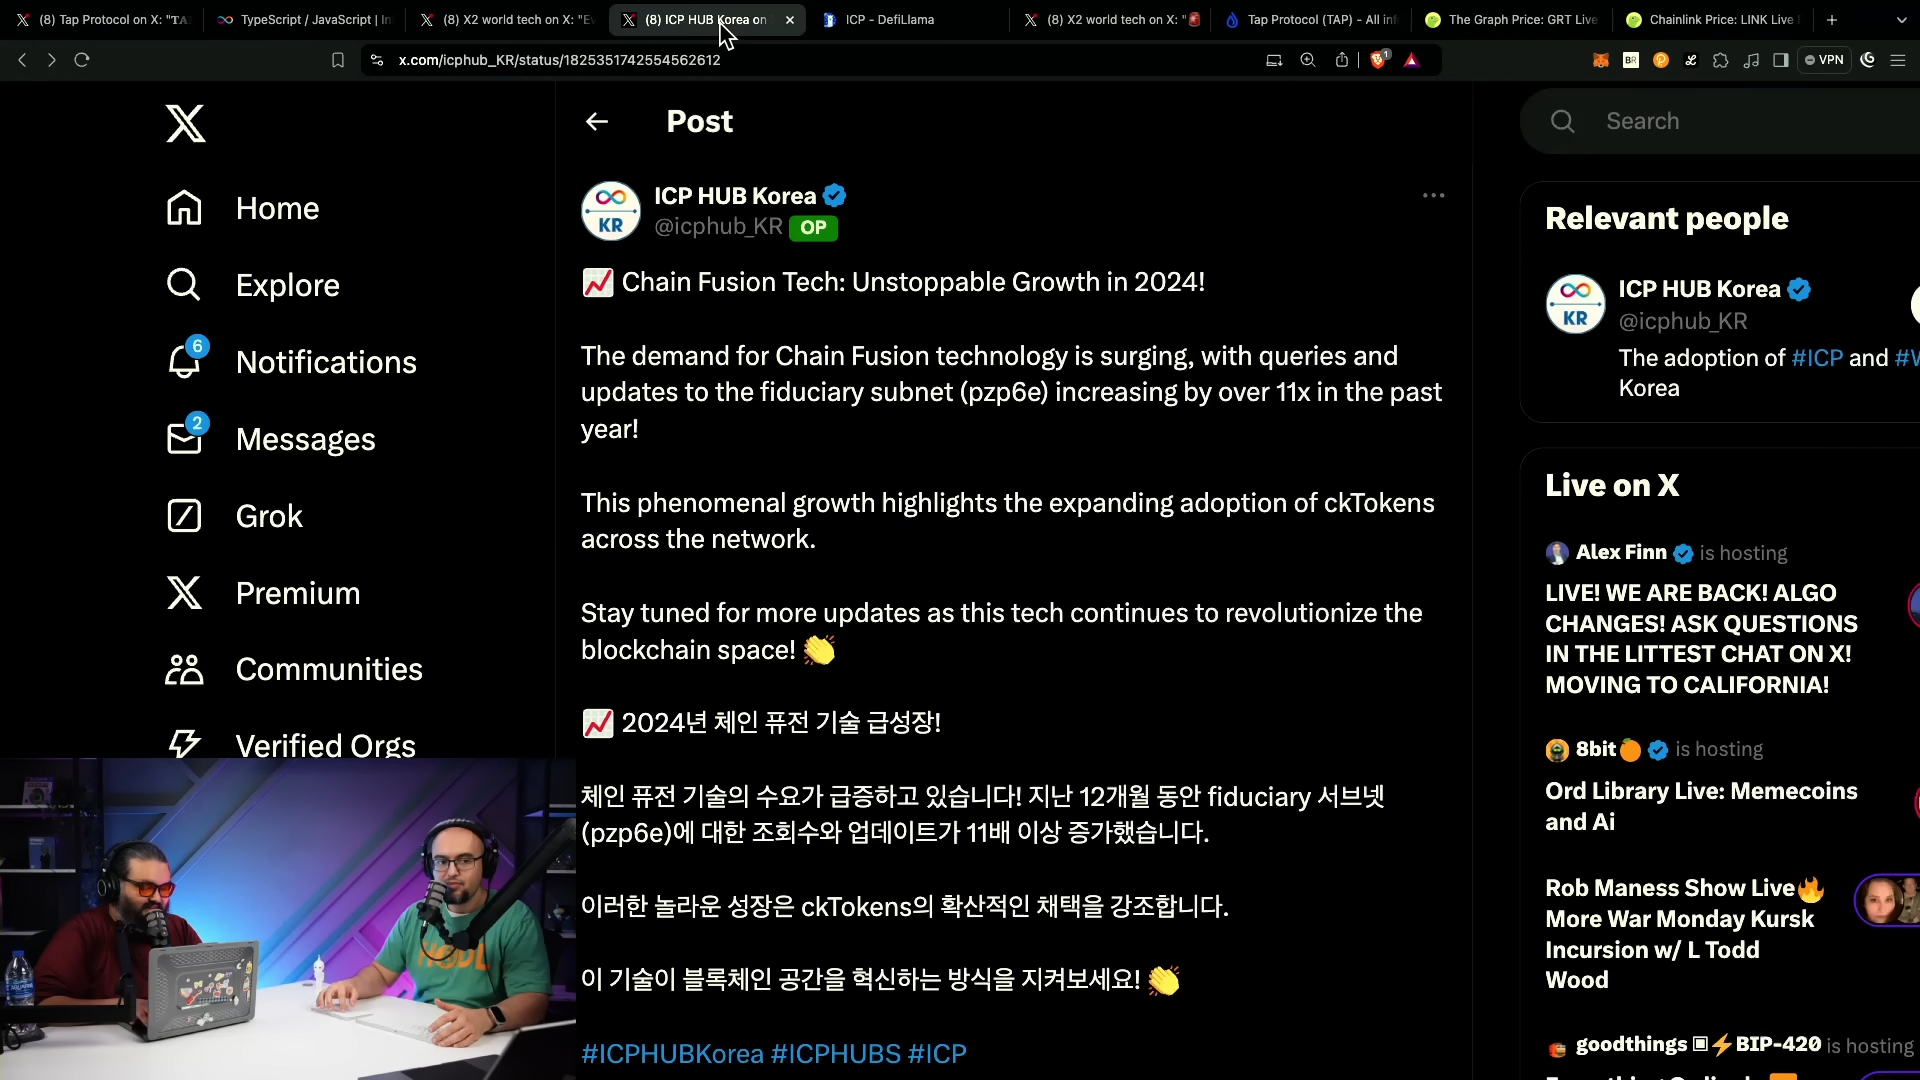 (8) Tap Protocol on X: "TA
TypeScript / JavaScript | In
(8) X2 world tech on X: "Ev
(8) ICP HUB Korea on
ICP - DefiLlama
(8) X2 world tech on X: "🚨
Tap Protocol (TAP) - All inf
The Graph Price: GRT Live
Chainlink Price: LINK Live
x.com/icphub_KR/status/1825351742554562612
1
BR
VPN
Home
Explore
6
Notifications
2
Messages
Grok
Premium
Communities
Verified Orgs
Post
ICP HUB Korea
@icphub_KR OP
KR
📈 Chain Fusion Tech: Unstoppable Growth in 2024!
The demand for Chain Fusion technology is surging, with queries and
updates to the fiduciary subnet (pzp6e) increasing by over 11x in the past
year!
This phenomenal growth highlights the expanding adoption of ckTokens
across the network.
Stay tuned for more updates as this tech continues to revolutionize the
blockchain space! 👏
📈 2024년 체인 퓨전 기술 급성장!
체인 퓨전 기술의 수요가 급증하고 있습니다! 지난 12개월 동안 fiduciary 서브넷
(pzp6e)에 대한 조회수와 업데이트가 11배 이상 증가했습니다.
이러한 놀라운 성장은 ckTokens의 확산적인 채택을 강조합니다.
이 기술이 블록체인 공간을 혁신하는 방식을 지켜보세요! 👏
#ICPHUBKorea #ICPHUBS #ICP
Search
Relevant people
ICP HUB Korea
@icphub_KR
KR
The adoption of #ICP and #W
Korea
Live on X
Alex Finn is hosting
LIVE! WE ARE BACK! ALGO
CHANGES! ASK QUESTIONS
IN THE LITTEST CHAT ON X!
MOVING TO CALIFORNIA!
8bit🍊 is hosting
Ord Library Live: Memecoins
and Ai
Rob Maness Show Live🔥
More War Monday Kursk
Incursion w/ L Todd
Wood
goodthings ▣⚡BIP-420 is hosting
HODL